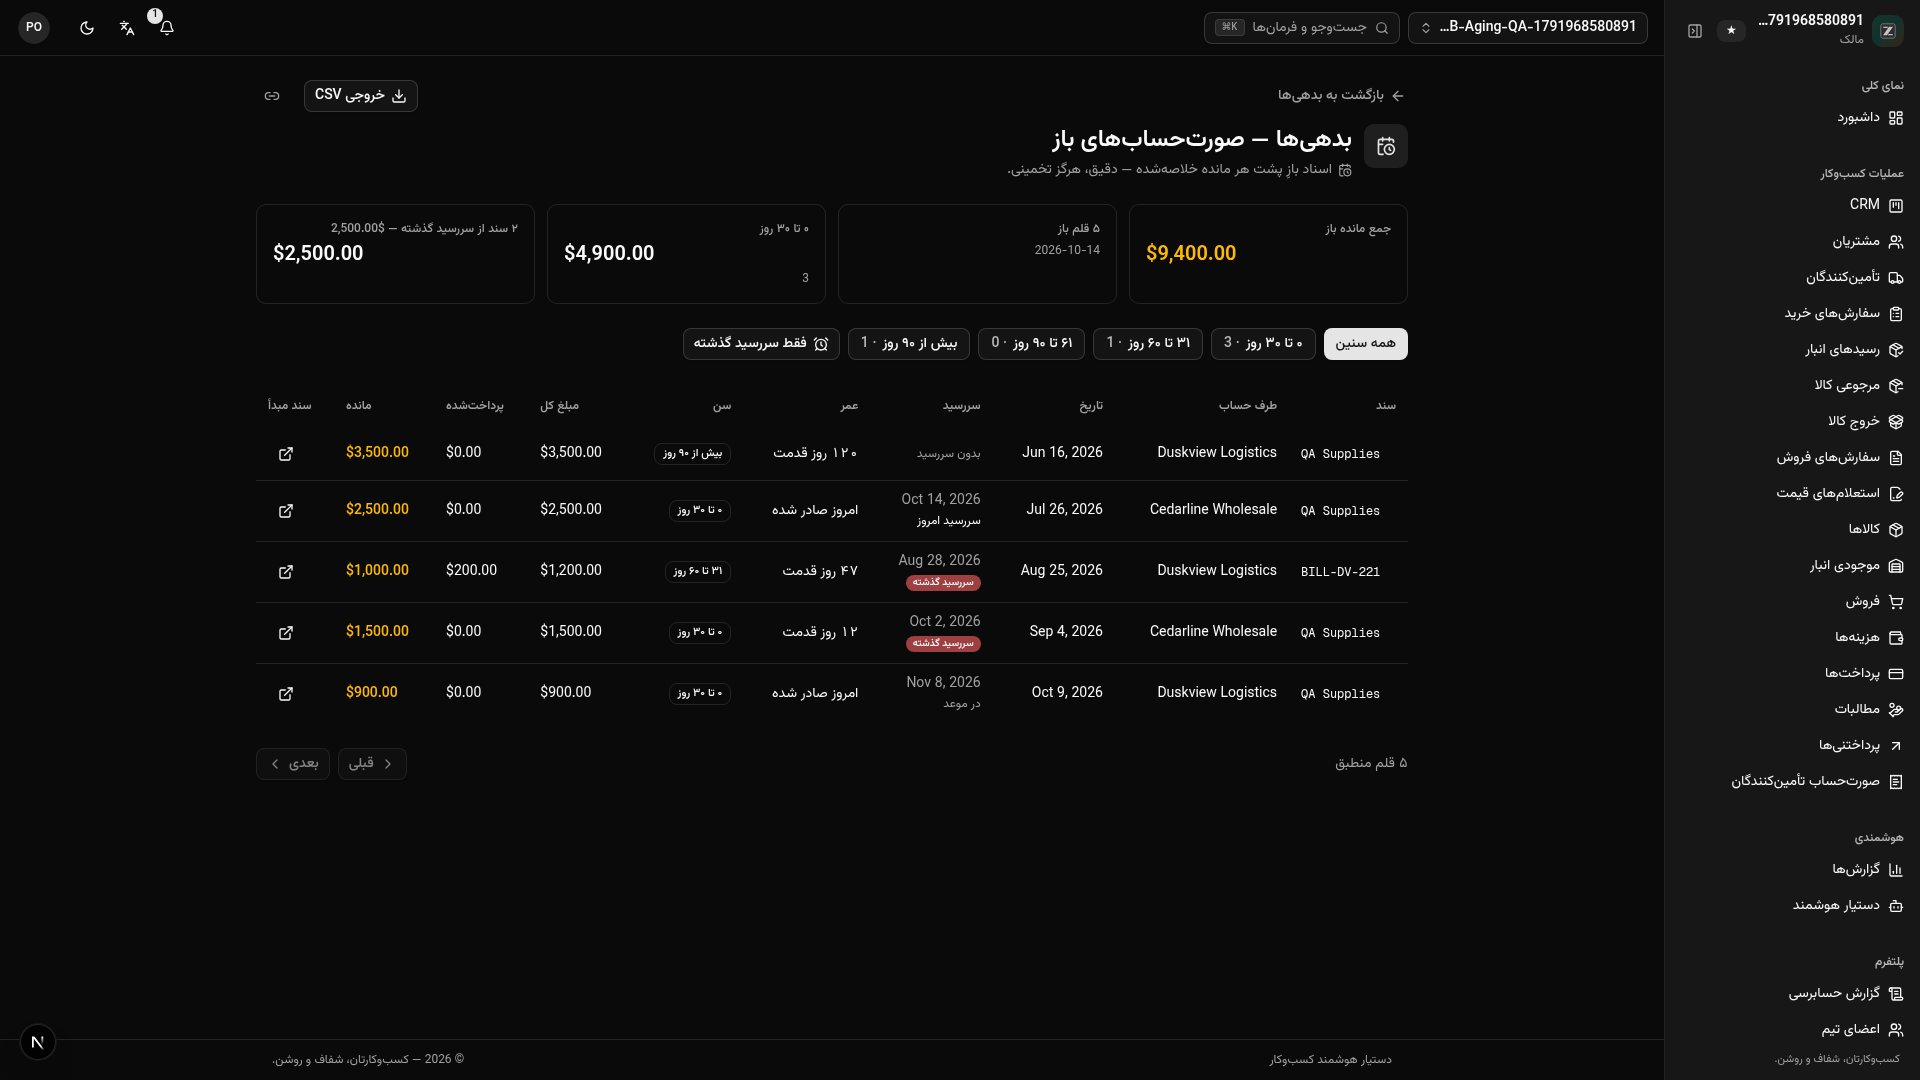 …791968580891
مالک
B-Aging-QA-1791968580891…
جست‌وجو و فرمان‌ها ⌘K
1
PO
نمای کلی
داشبورد
عملیات کسب‌وکار
CRM
مشتریان
تأمین‌کنندگان
سفارش‌های خرید
رسیدهای انبار
مرجوعی کالا
خروج کالا
سفارش‌های فروش
استعلام‌های قیمت
کالاها
موجودی انبار
فروش
هزینه‌ها
پرداخت‌ها
مطالبات
پرداختنی‌ها
صورت‌حساب تأمین‌کنندگان
هوشمندی
گزارش‌ها
دستیار هوشمند
پلتفرم
گزارش حسابرسی
اعضای تیم
کسب‌وکارتان، شفاف و روشن.
بازگشت به بدهی‌ها
خروجی CSV
بدهی‌ها — صورت‌حساب‌های باز
اسناد بازِ پشت هر مانده خلاصه‌شده — دقیق، هرگز تخمینی.
جمع مانده باز
$9,400.00
۵ قلم باز
2026-10-14
۰ تا ۳۰ روز
$4,900.00
3
۲ سند از سررسید گذشته — $2,500.00
$2,500.00
همه سنین
۰ تا ۳۰ روز · 3
۳۱ تا ۶۰ روز · 1
۶۱ تا ۹۰ روز · 0
بیش از ۹۰ روز · 1
فقط سررسید گذشته
سند طرف حساب تاریخ سررسید عمر سن مبلغ کل پرداخت‌شده مانده سند مبدأ
QA Supplies Duskview Logistics Jun 16, 2026 بدون سررسید ۱۲۰ روز قدمت بیش از ۹۰ روز $3,500.00 $0.00 $3,500.00
QA Supplies Cedarline Wholesale Jul 26, 2026 Oct 14, 2026 امروز صادر شده ۰ تا ۳۰ روز $2,500.00 $0.00 $2,500.00
سررسید امروز
BILL-DV-221 Duskview Logistics Aug 25, 2026 Aug 28, 2026 ۴۷ روز قدمت ۳۱ تا ۶۰ روز $1,200.00 $200.00 $1,000.00
سررسید گذشته
QA Supplies Cedarline Wholesale Sep 4, 2026 Oct 2, 2026 ۱۲ روز قدمت ۰ تا ۳۰ روز $1,500.00 $0.00 $1,500.00
سررسید گذشته
QA Supplies Duskview Logistics Oct 9, 2026 Nov 8, 2026 امروز صادر شده ۰ تا ۳۰ روز $900.00 $0.00 $900.00
در موعد
۵ قلم منطبق
قبلی
بعدی
دستیار هوشمند کسب‌وکار
© 2026 — کسب‌وکارتان، شفاف و روشن.
N